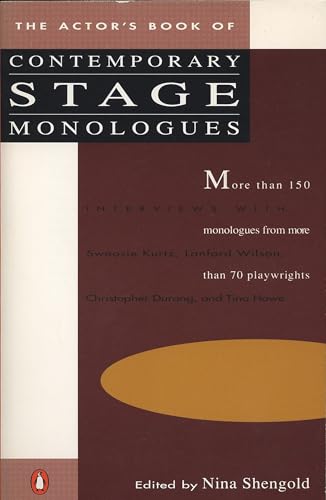 THE ACTOR'S BOOK OF
CONTEMPORARY
STAGE
MONOLOGUES
More than 150
INTERVIEWS WITH
monologues from more
Swoosie Kurtz, Lanford Wilson,
than 70 playwrights
Christopher Durang, and Tina Howe
Edited by Nina Shengold